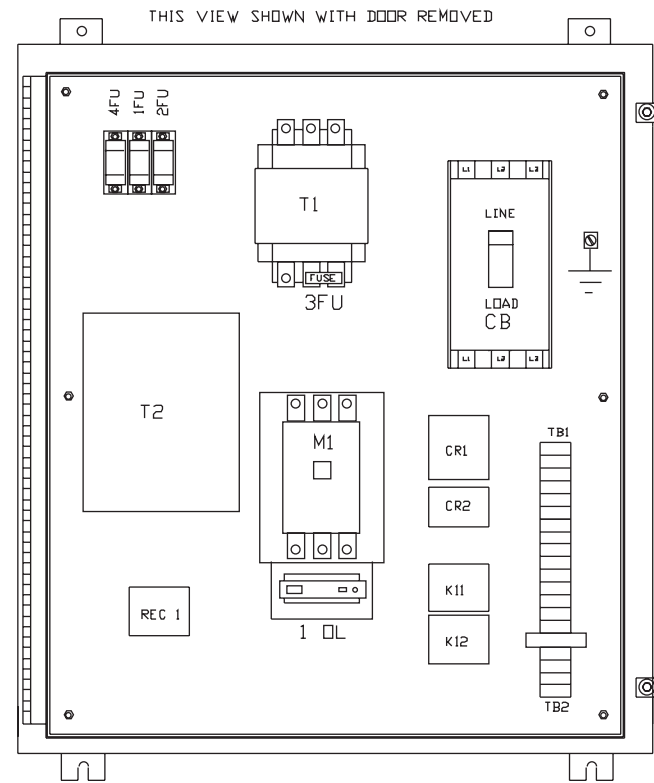 THIS VIEW SHOWN WITH DOOR REMOVED
4FU
1FU
2FU
T1
FUSE
3FU
L1 L2 L3
LINE
LOAD
CB
L1 L2 L3
T2
M1
CR1
CR2
TB1
K11
K12
REC 1
1 OL
TB2